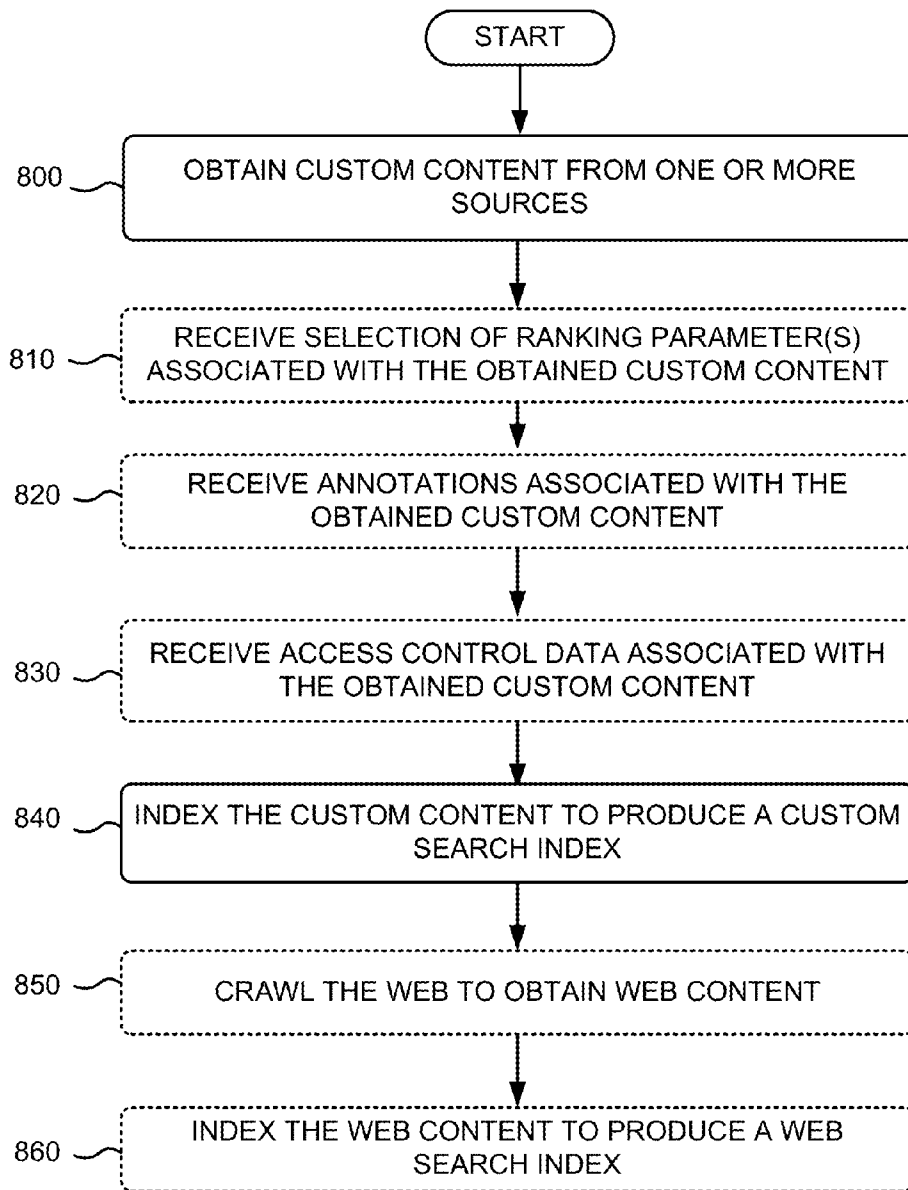 START
800
OBTAIN CUSTOM CONTENT FROM ONE OR MORE
SOURCES
810
RECEIVE SELECTION OF RANKING PARAMETER(S)
ASSOCIATED WITH THE OBTAINED CUSTOM CONTENT
820
RECEIVE ANNOTATIONS ASSOCIATED WITH THE
OBTAINED CUSTOM CONTENT
830
RECEIVE ACCESS CONTROL DATA ASSOCIATED WITH
THE OBTAINED CUSTOM CONTENT
840
INDEX THE CUSTOM CONTENT TO PRODUCE A CUSTOM
SEARCH INDEX
850
CRAWL THE WEB TO OBTAIN WEB CONTENT
860
INDEX THE WEB CONTENT TO PRODUCE A WEB
SEARCH INDEX